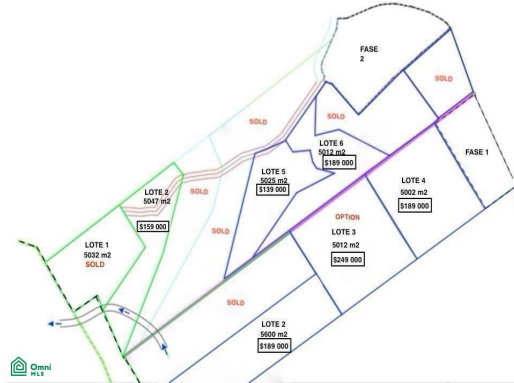 FASE
2
SOLD
SOLD
SOLD
LOTE 6
5012 m2
$189 000
FASE 1
LOTE 5
5025 m2
$139 000
LOTE 4
5002 m2
$189 000
LOTE 2
5047 m2
$159 000
SOLD
OPTION
LOTE 3
5012 m2
$249 000
SOLD
LOTE 1
5032 m2
SOLD
SOLD
LOTE 2
5600 m2
$189 000
Omni
MLS